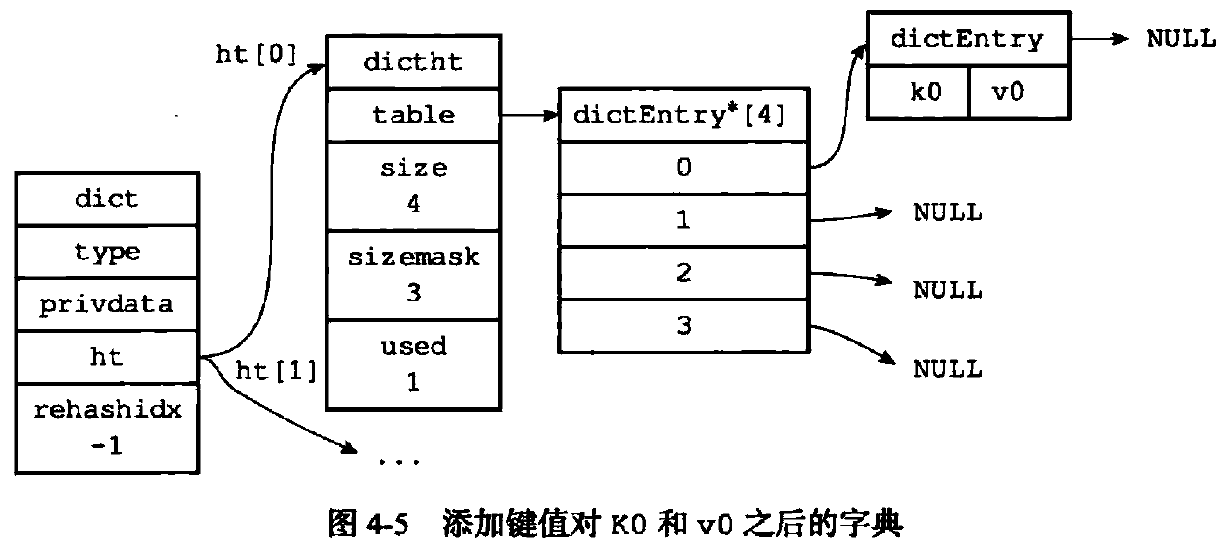 dict
type
privdata
ht
rehashidx
-1
ht[0]
ht[1]
dictht
table
size
4
sizemask
3
used
1
...
dictEntry*[4]
0
1
2
3
dictEntry
k0 v0
NULL
NULL
NULL
NULL
图 4-5 添加键值对 K0 和 v0 之后的字典